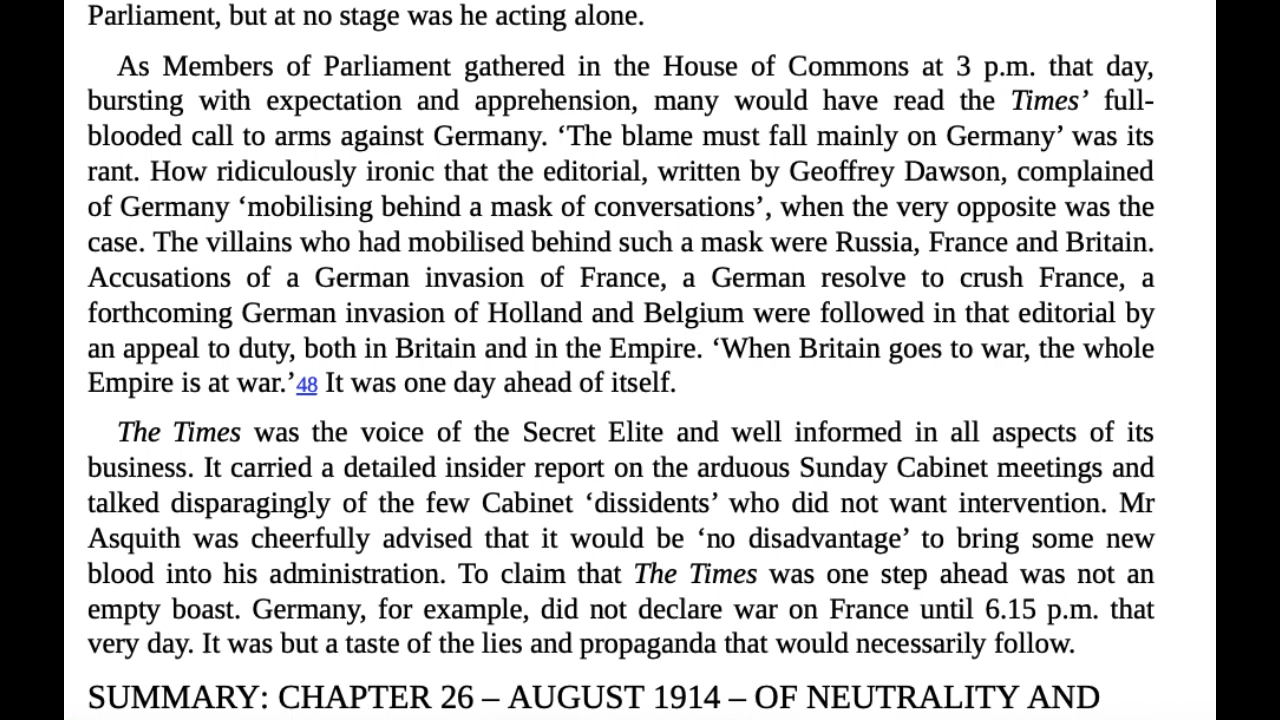 Parliament, but at no stage was he acting alone.
As Members of Parliament gathered in the House of Commons at 3 p.m. that day,
bursting with expectation and apprehension, many would have read the Times’ full-
blooded call to arms against Germany. ‘The blame must fall mainly on Germany’ was its
rant. How ridiculously ironic that the editorial, written by Geoffrey Dawson, complained
of Germany ‘mobilising behind a mask of conversations’, when the very opposite was the
case. The villains who had mobilised behind such a mask were Russia, France and Britain.
Accusations of a German invasion of France, a German resolve to crush France, a
forthcoming German invasion of Holland and Belgium were followed in that editorial by
an appeal to duty, both in Britain and in the Empire. ‘When Britain goes to war, the whole
Empire is at war.’48 It was one day ahead of itself.
The Times was the voice of the Secret Elite and well informed in all aspects of its
business. It carried a detailed insider report on the arduous Sunday Cabinet meetings and
talked disparagingly of the few Cabinet ‘dissidents’ who did not want intervention. Mr
Asquith was cheerfully advised that it would be ‘no disadvantage’ to bring some new
blood into his administration. To claim that The Times was one step ahead was not an
empty boast. Germany, for example, did not declare war on France until 6.15 p.m. that
very day. It was but a taste of the lies and propaganda that would necessarily follow.
SUMMARY: CHAPTER 26 – AUGUST 1914 – OF NEUTRALITY AND